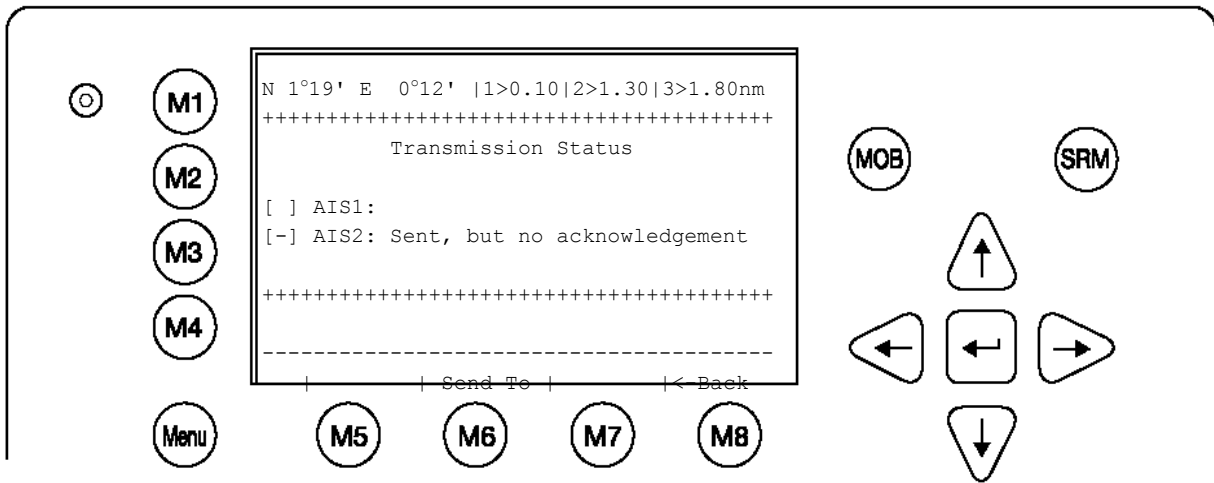 N 1°19' E 0°12' |1>0.10|2>1.30|3>1.80nm
++++++++++++++++++++++++++++++++++++++++
Transmission Status
[ ] AIS1:
[-] AIS2: Sent, but no acknowledgement
++++++++++++++++++++++++++++++++++++++++
----------------------------------------
| | Send To | |<-Back
M1
M2
M3
M4
Menu
M5 M6 M7 M8
MOB SRM